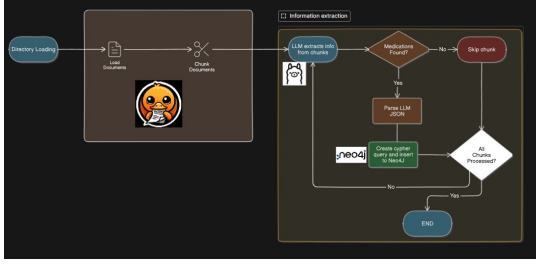 Information extraction
Directory Loading
Load
Documents
Chunk
Documents
LLM extracts info
from chunks
Medications
Found?
No
Skip chunk
Yes
Parse LLM
JSON
neo4j
Create cypher
query and insert
to Neo4J
All
Chunks
Processed?
No
Yes
END